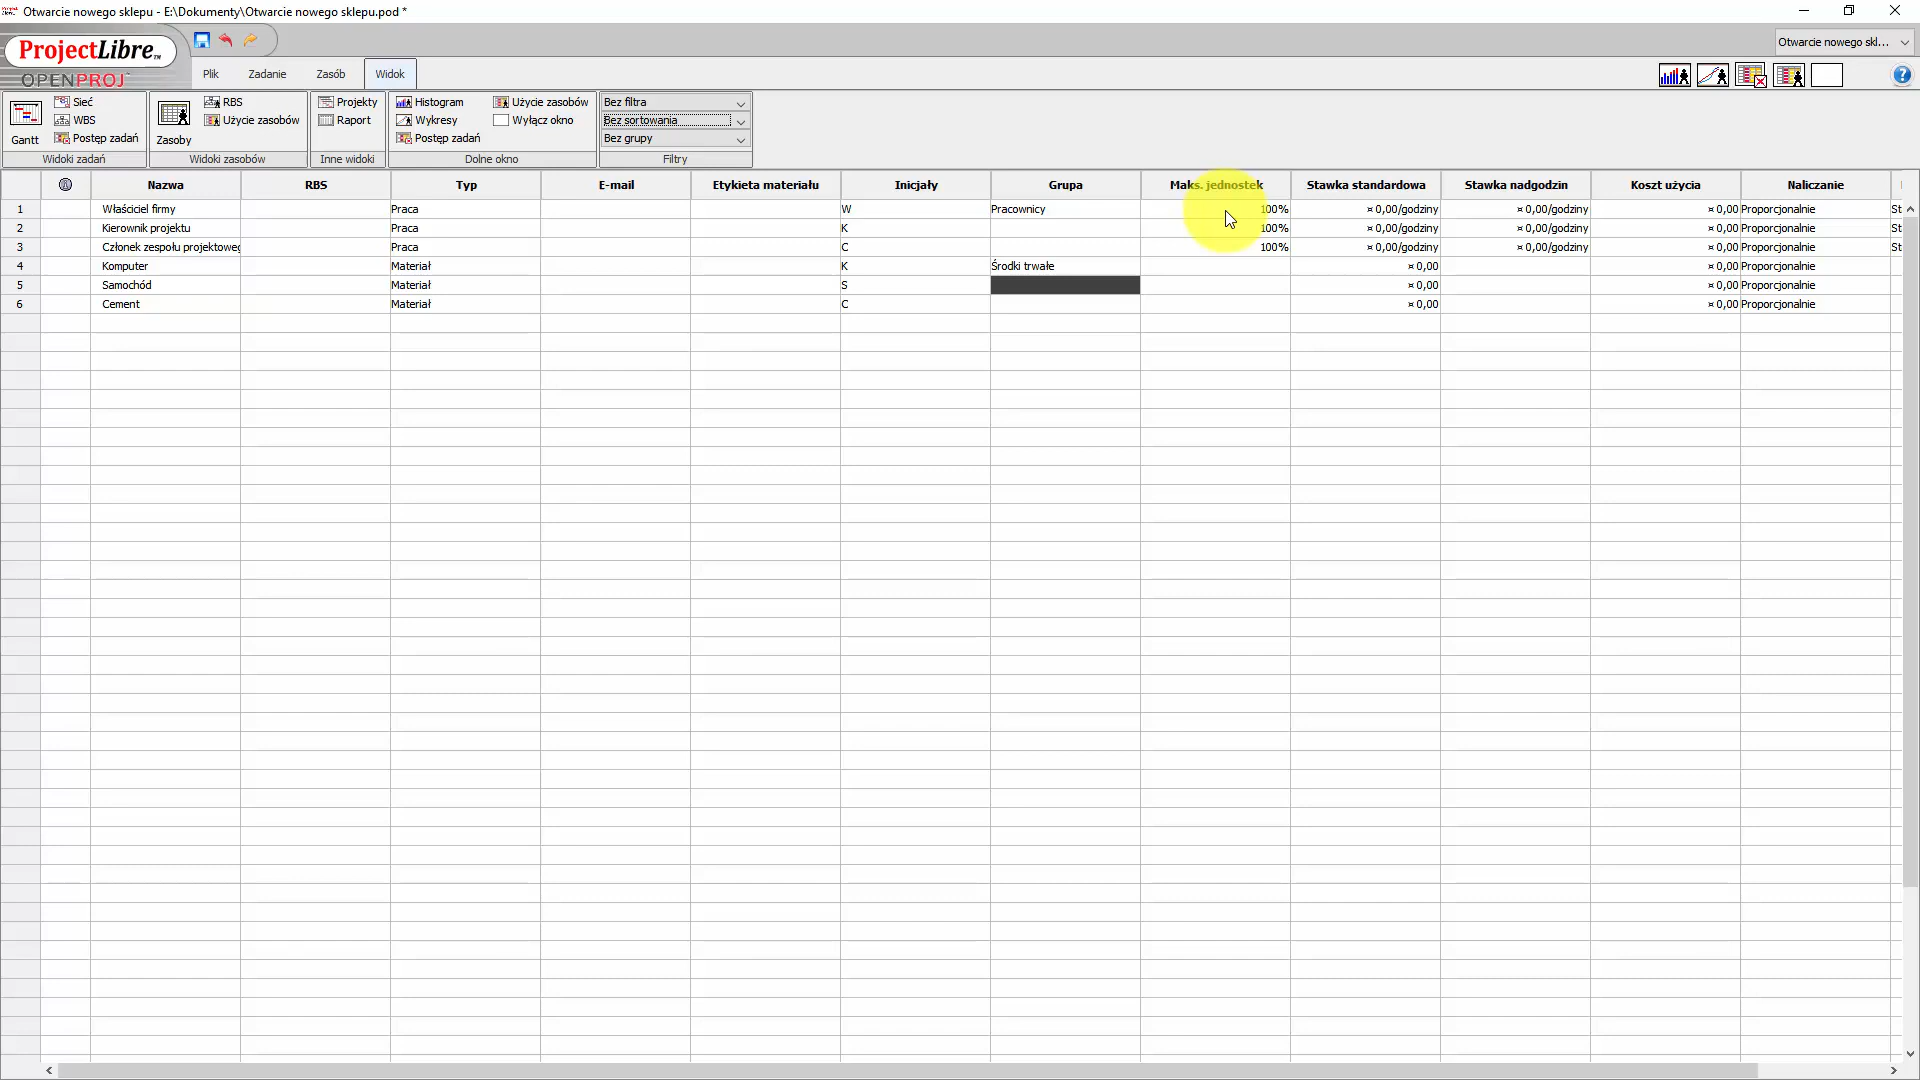 Otwarcie nowego sklepu - E:\Dokumenty\Otwarcie nowego sklepu.pod *
ProjectLibre
OPENPROJ
Otwarcie nowego skl...
Plik Zadanie Zasób Widok
Gantt
Sieć
WBS
Postęp zadań
Widoki zadań
Zasoby
RBS
Użycie zasobów
Widoki zasobów
Projekty
Raport
Inne widoki
Histogram
Wykresy
Postęp zadań
Użycie zasobów
Wyłącz okno
Dolne okno
Bez filtra
Bez sortowania
Bez grupy
Filtry
Nazwa RBS Typ E-mail Etykieta materiału Inicjały Grupa Maks. jednostek Stawka standardowa Stawka nadgodzin Koszt użycia Naliczanie
1 Właściciel firmy Praca W Pracownicy 100% ¤ 0,00/godziny ¤ 0,00/godziny ¤ 0,00 Proporcjonalnie St
2 Kierownik projektu Praca K 100% ¤ 0,00/godziny ¤ 0,00/godziny ¤ 0,00 Proporcjonalnie St
3 Członek zespołu projektoweg Praca C 100% ¤ 0,00/godziny ¤ 0,00/godziny ¤ 0,00 Proporcjonalnie St
4 Komputer Materiał K Środki trwałe ¤ 0,00 ¤ 0,00 Proporcjonalnie
5 Samochód Materiał S ¤ 0,00 ¤ 0,00 Proporcjonalnie
6 Cement Materiał C ¤ 0,00 ¤ 0,00 Proporcjonalnie